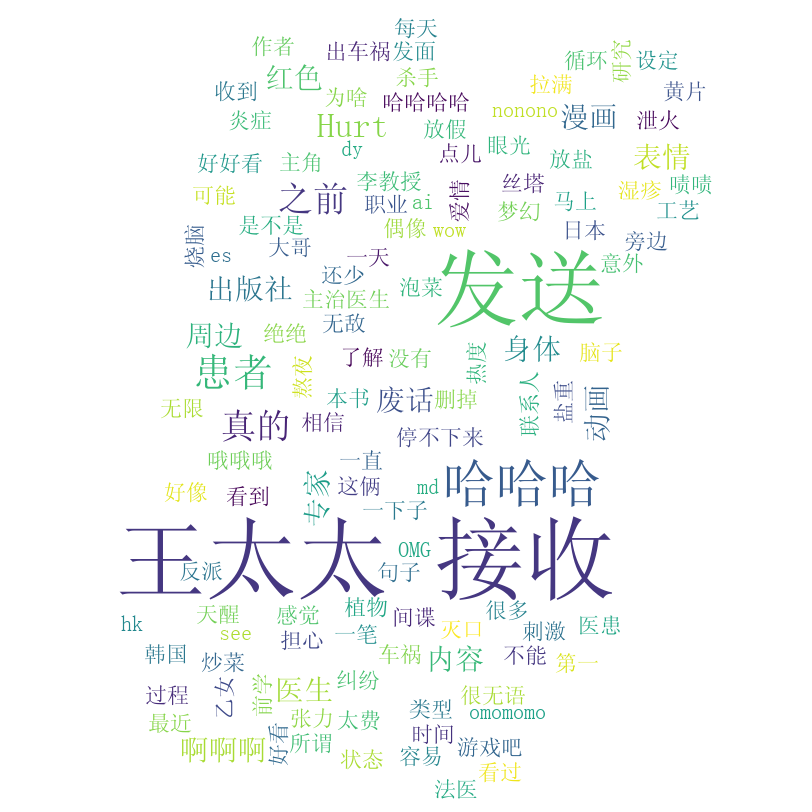 每天
作者
出车祸
发面
循环
研究
设定
收到
红色
杀手
拉满
黄片
为啥
哈哈哈哈
nonono
漫画
泄火
炎症
Hurt
放假
dy
点儿
眼光
放盐
表情
好好看
主角
李教授
丝塔
湿疹
啧啧
可能
之前
职业
ai
爱情
梦幻
马上
工艺
烧脑
是不是
偶像
wow
日本
旁边
es
大哥
一天
发送
意外
出版社
还少
泡菜
主治医生
无敌
周边
绝绝
身体
脑子
患者
了解
没有
热度
熬夜
本书
废话
删掉
联系人
盐重
动画
无限
真的
相信
停不下来
哦哦哦
一直
哈哈哈
好像
看到
专家
这俩
md
一下子
王太太
接收
OMG
反派
句子
天醒
感觉
植物
间谍
很多
hk
see
担心
一笔
灭口
刺激
医患
韩国
炒菜
车祸
内容
不能
第一
过程
乙女
前学
医生
纠纷
很无语
最近
张力
太费
类型
omomomo
啊啊啊
好看
所谓
时间
状态
容易
游戏吧
看过
法医